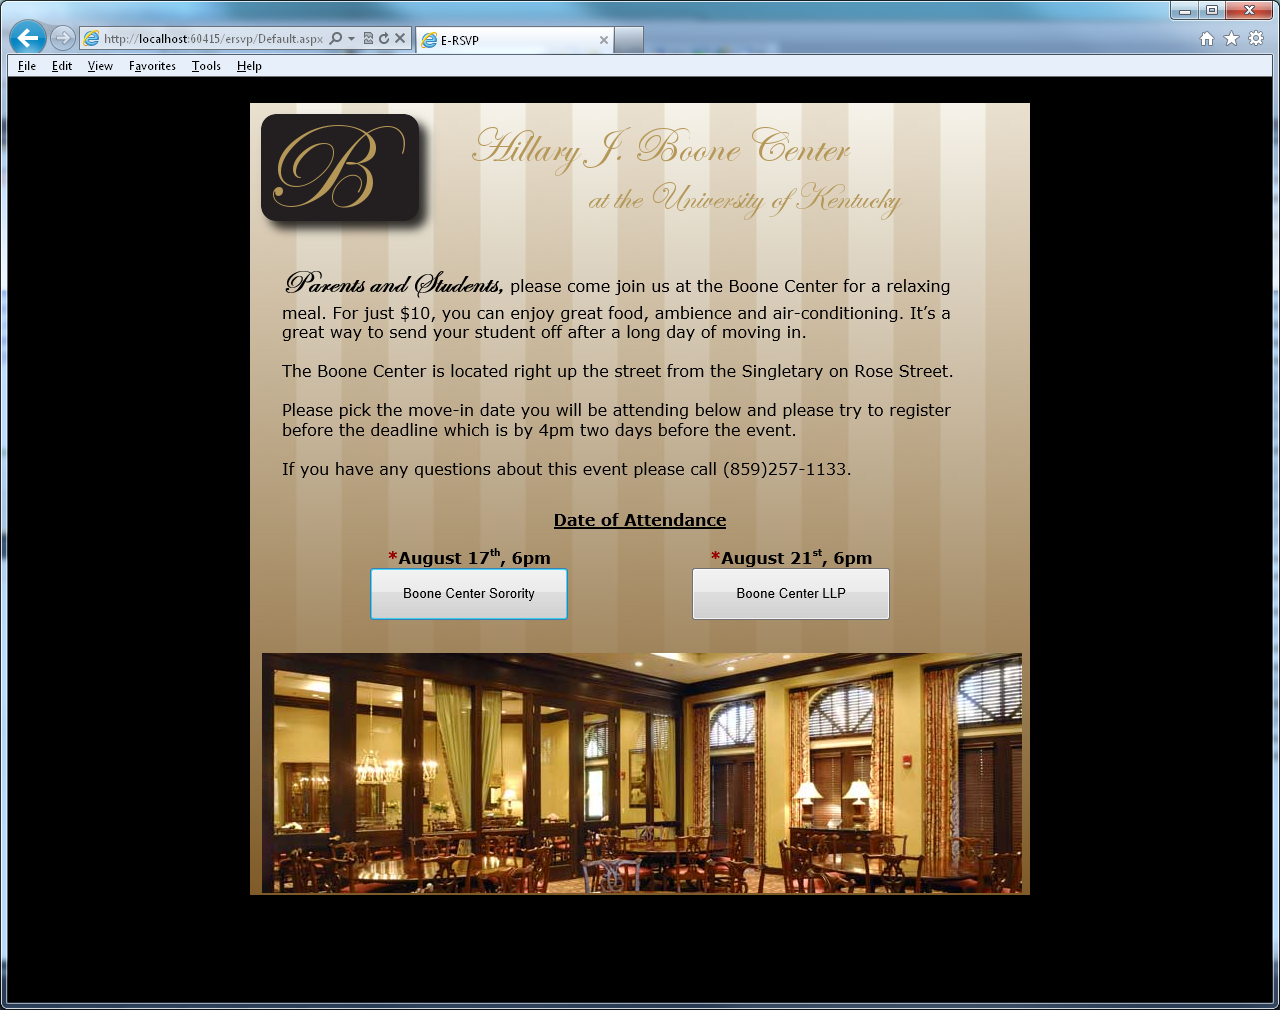 http://localhost:60415/ersvp/Default.aspx
E-RSVP
File Edit View Favorites Tools Help
B
Hillary J. Boone Center
at the University of Kentucky
Parents and Students, please come join us at the Boone Center for a relaxing
meal. For just $10, you can enjoy great food, ambience and air-conditioning. It’s a
great way to send your student off after a long day of moving in.
The Boone Center is located right up the street from the Singletary on Rose Street.
Please pick the move-in date you will be attending below and please try to register
before the deadline which is by 4pm two days before the event.
If you have any questions about this event please call (859)257-1133.
Date of Attendance
*August 17th, 6pm *August 21st, 6pm
Boone Center Sorority Boone Center LLP